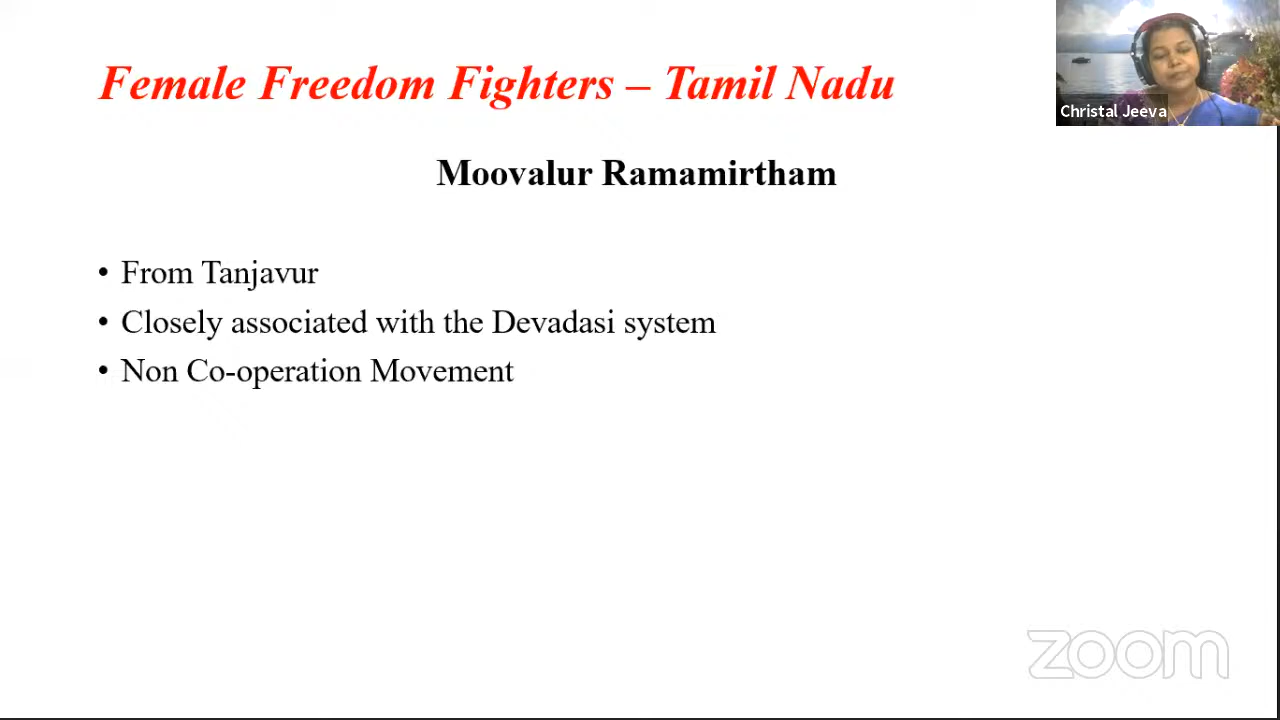 Female Freedom Fighters – Tamil Nadu
Christal Jeeva
Moovalur Ramamirtham
• From Tanjavur
• Closely associated with the Devadasi system
• Non Co-operation Movement
zoom